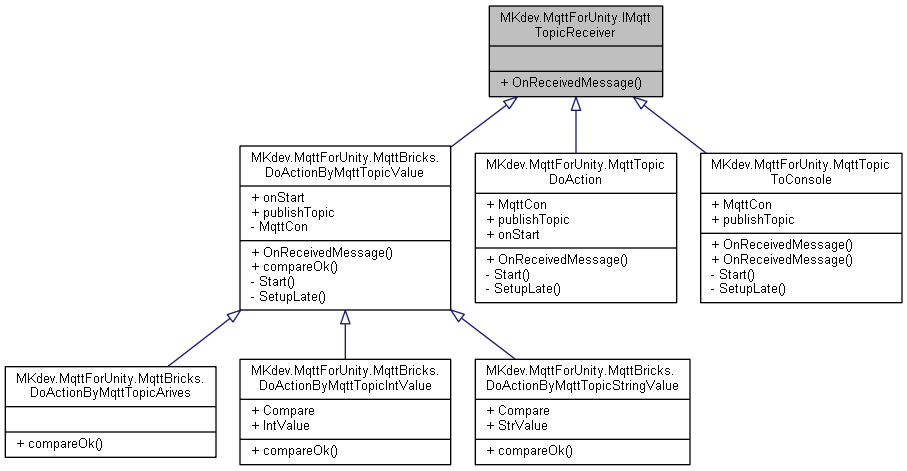 MKdev.MqttForUnity.IMqtt
TopicReceiver
+ OnReceivedMessage()
MKdev.MqttForUnity.MqttBricks.
DoActionByMqttTopicValue
+ onStart
+ publishTopic
- MqttCon
+ OnReceivedMessage()
+ compareOk()
- Start()
- SetupLate()
MKdev.MqttForUnity.MqttTopic
DoAction
+ MqttCon
+ publishTopic
+ onStart
+ OnReceivedMessage()
- Start()
- SetupLate()
MKdev.MqttForUnity.MqttTopic
ToConsole
+ MqttCon
+ publishTopic
+ OnReceivedMessage()
+ OnReceivedMessage()
- Start()
- SetupLate()
MKdev.MqttForUnity.MqttBricks.
DoActionByMqttTopicArives
+ compareOk()
MKdev.MqttForUnity.MqttBricks.
DoActionByMqttTopicIntValue
+ Compare
+ IntValue
+ compareOk()
MKdev.MqttForUnity.MqttBricks.
DoActionByMqttTopicStringValue
+ Compare
+ StrValue
+ compareOk()